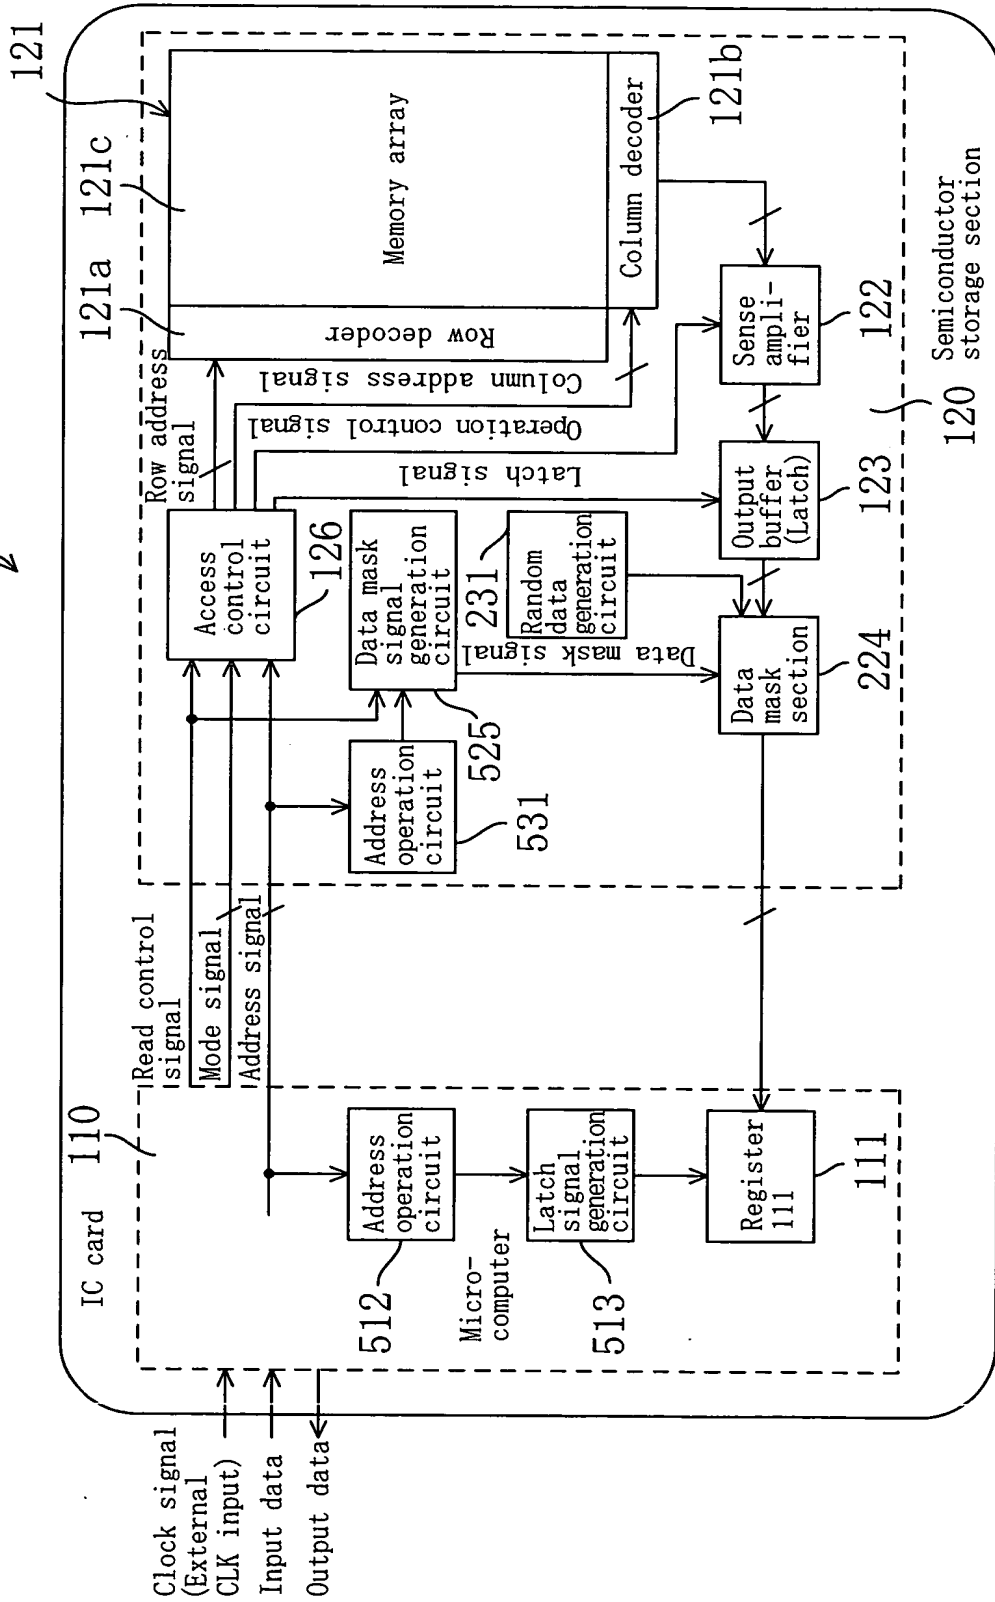 IC card
110
121
121a
121c
Clock signal
(External
CLK input)
Input data
Output data
Read control
signal
Mode signal
Address signal
Row address
signal
Access
control
circuit
126
Row decoder
Memory array
Column decoder
121b
Column address signal
Operation control signal
Latch signal
Address
operation
circuit
512
Micro-
computer
Latch
signal
generation
circuit
513
Register
111
111
Address
operation
circuit
531
Data mask
signal
generation
circuit
525
Data mask signal
231
Random data
generation
circuit
Data
mask
section
224
Output
buffer
(Latch)
123
Sense
ampli-
fier
122
120
Semiconductor
storage section